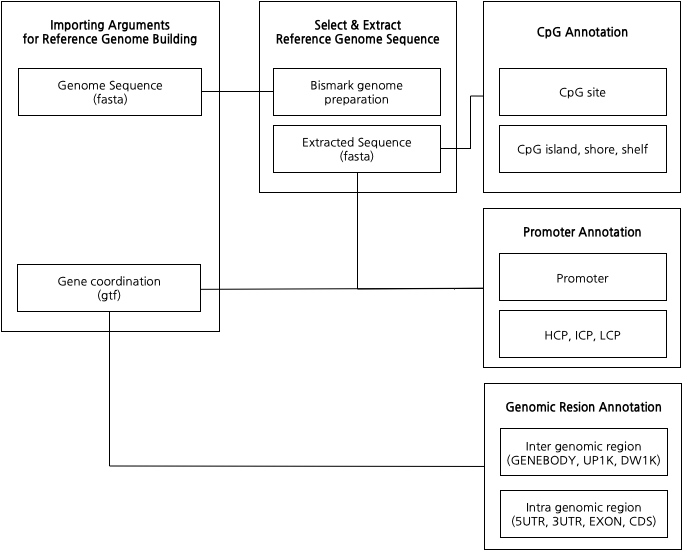 Importing Arguments
for Reference Genome Building
Genome Sequence
(fasta)
Gene coordination
(gtf)
Select & Extract
Reference Genome Sequence
Bismark genome
preparation
Extracted Sequence
(fasta)
CpG Annotation
CpG site
CpG island, shore, shelf
Promoter Annotation
Promoter
HCP, ICP, LCP
Genomic Resion Annotation
Inter genomic region
(GENEBODY, UP1K, DW1K)
Intra genomic region
(5UTR, 3UTR, EXON, CDS)